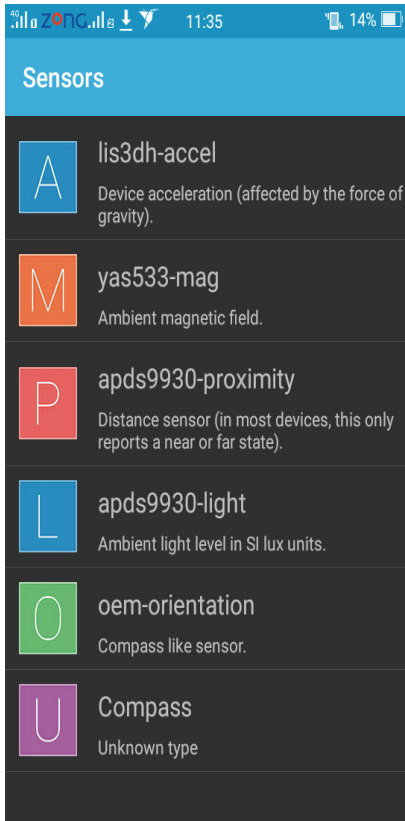 4G ZONG 2 11:35 14%
Sensors
A
lis3dh-accel
Device acceleration (affected by the force of
gravity).
M
yas533-mag
Ambient magnetic field.
P
apds9930-proximity
Distance sensor (in most devices, this only
reports a near or far state).
L
apds9930-light
Ambient light level in SI lux units.
O
oem-orientation
Compass like sensor.
U
Compass
Unknown type